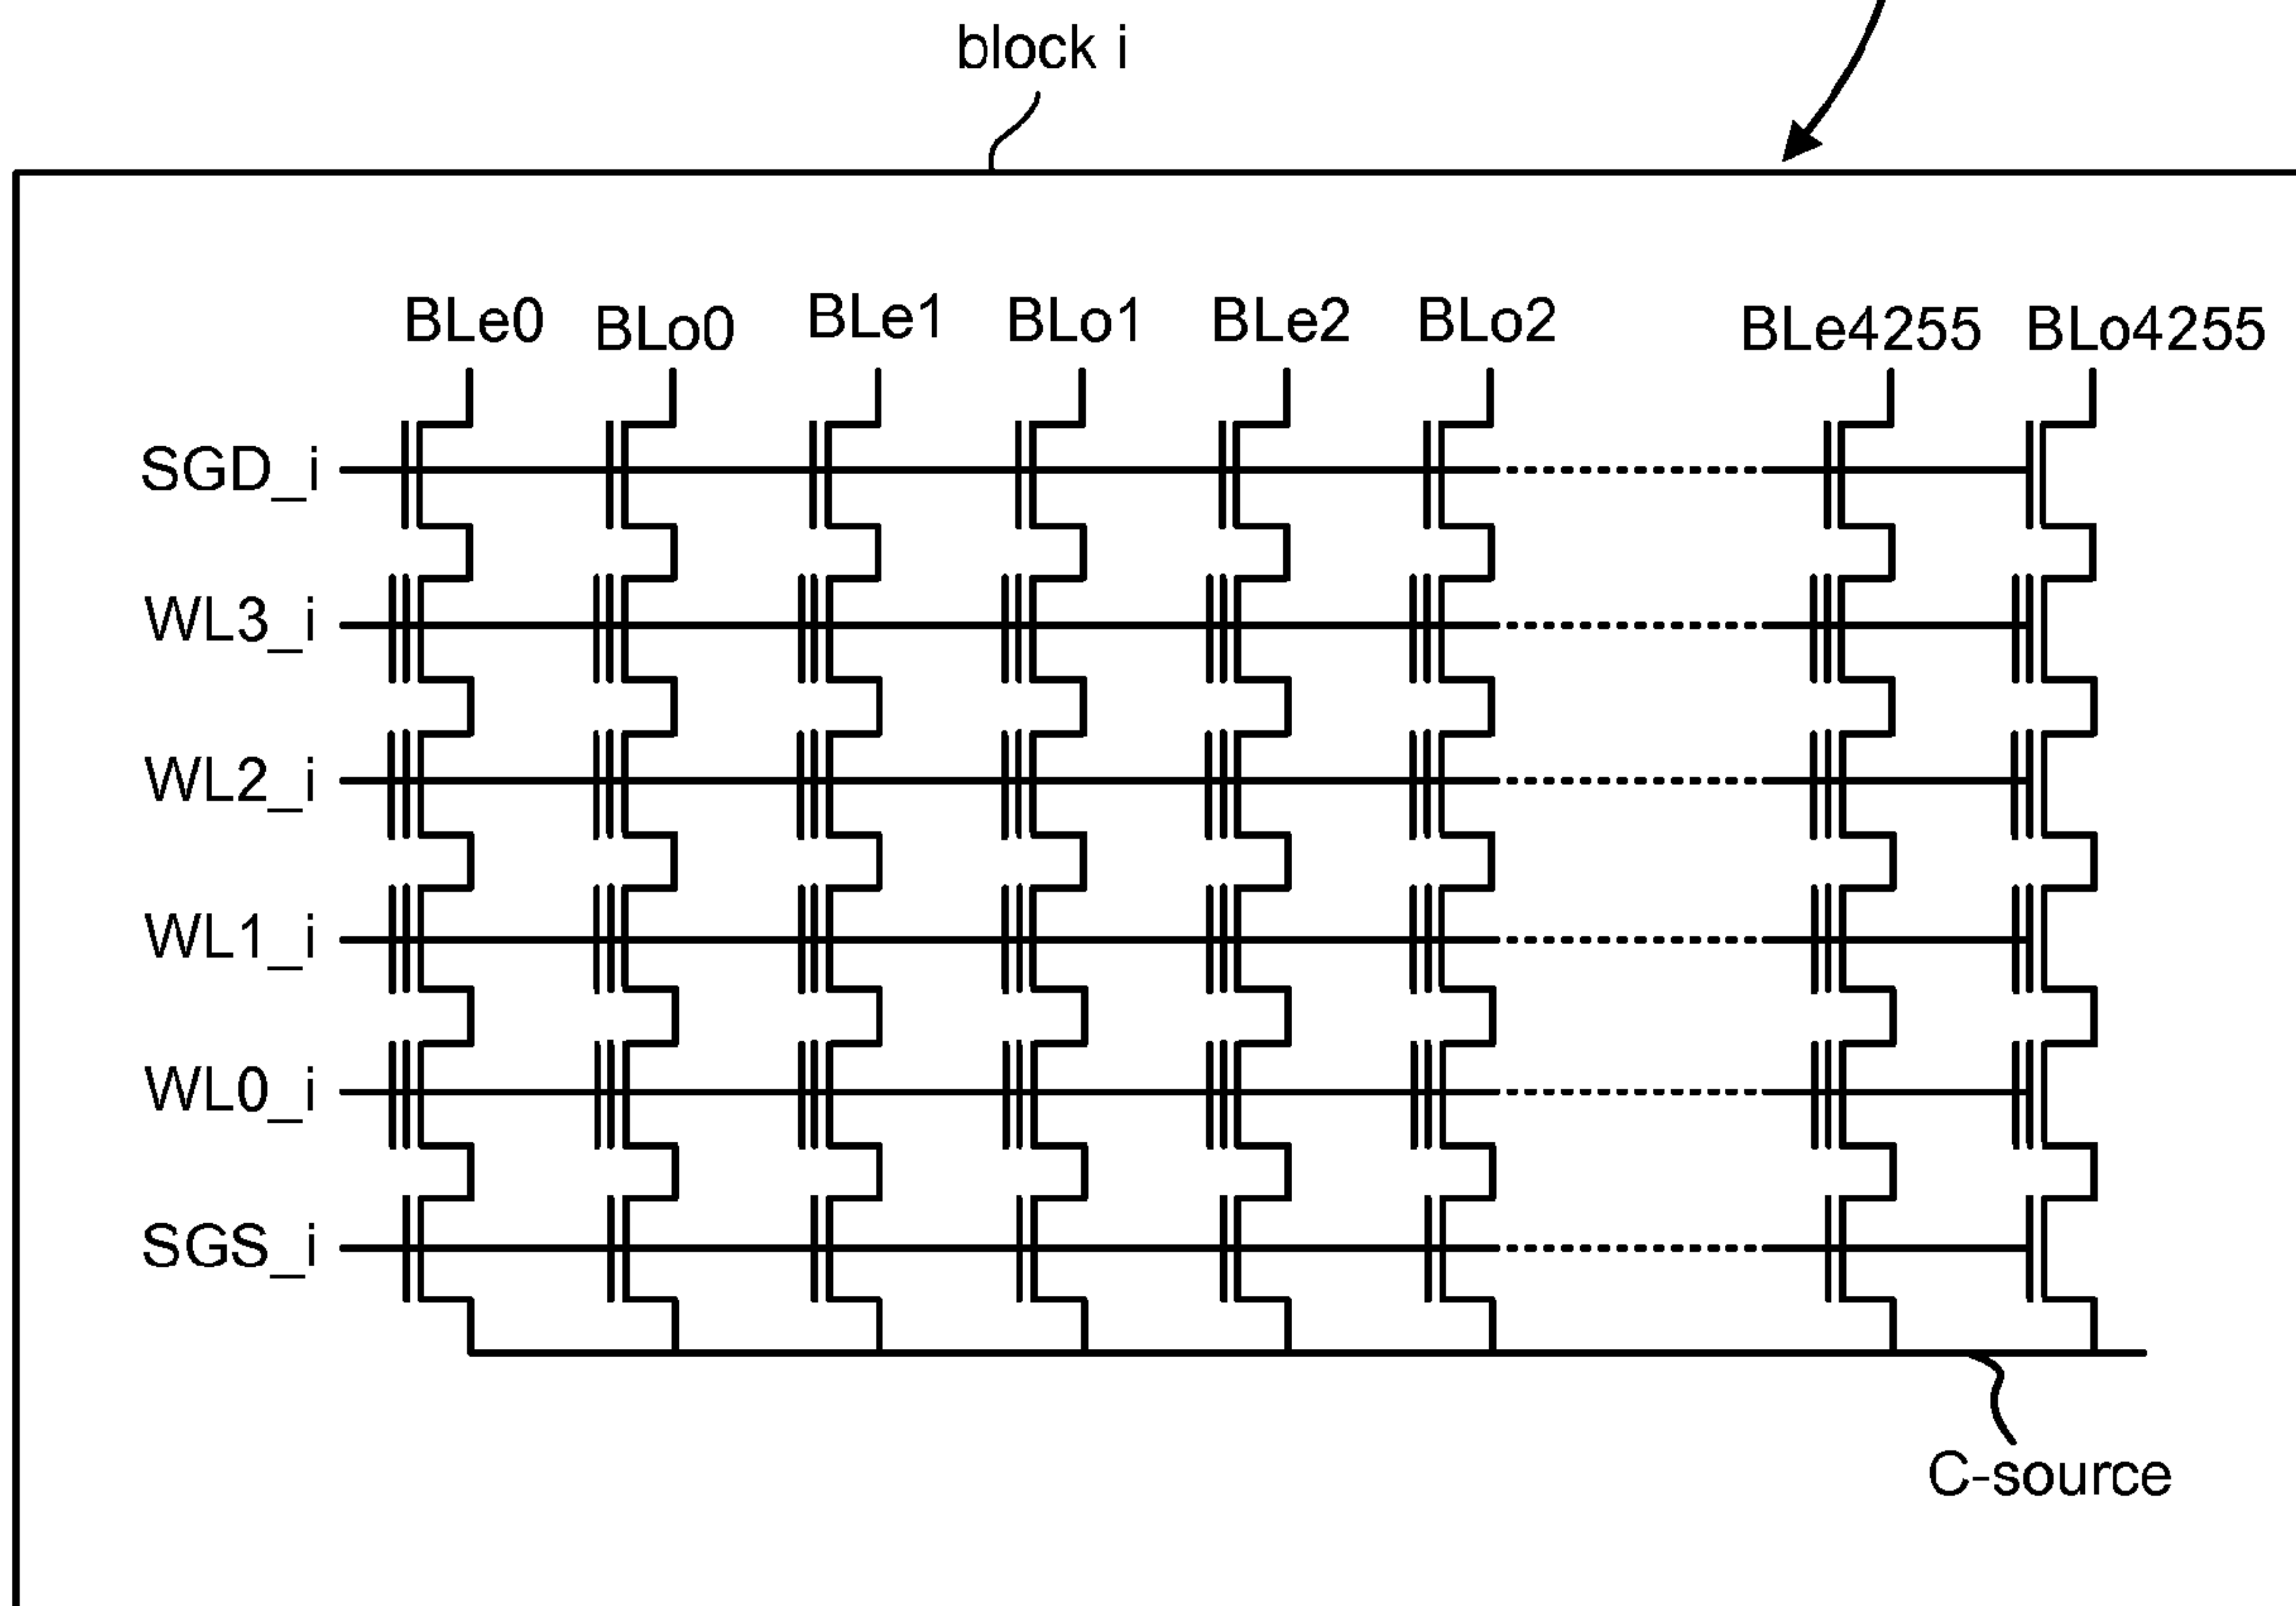 block i
BLe0 BLo0 BLe1 BLo1 BLe2 BLo2 BLe4255 BLo4255
SGD_i
WL3_i
WL2_i
WL1_i
WL0_i
SGS_i
C-source